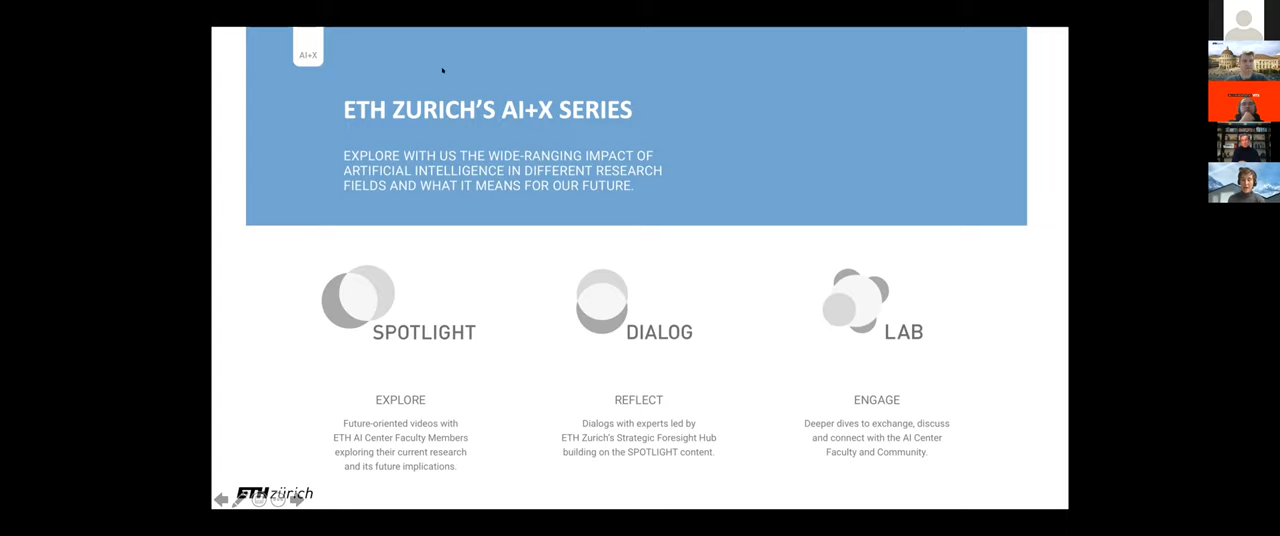 AI+X
ETH ZURICH'S AI+X SERIES
EXPLORE WITH US THE WIDE-RANGING IMPACT OF
ARTIFICIAL INTELLIGENCE IN DIFFERENT RESEARCH
FIELDS AND WHAT IT MEANS FOR OUR FUTURE.
SPOTLIGHT
DIALOG
LAB
EXPLORE
Future-oriented videos with
ETH AI Center Faculty Members
exploring their current research
and its future implications.
REFLECT
Dialogs with experts led by
ETH Zurich's Strategic Foresight Hub
building on the SPOTLIGHT content.
ENGAGE
Deeper dives to exchange, discuss
and connect with the AI Center
Faculty and Community.
ETH zürich